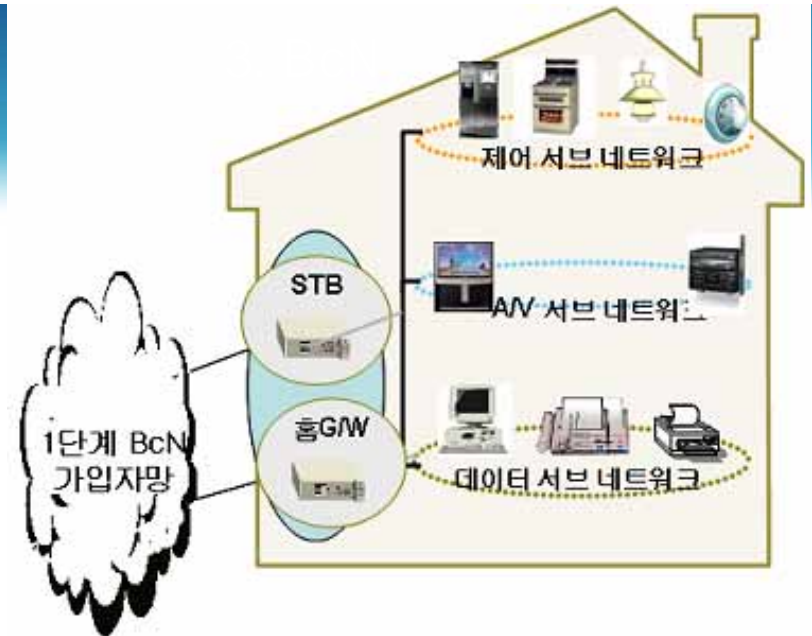 제어 서브 네트워크
STB
A/V 서브 네트워크
홈G/W
1단계 BcN
가입자망
데이터 서브 네트워크